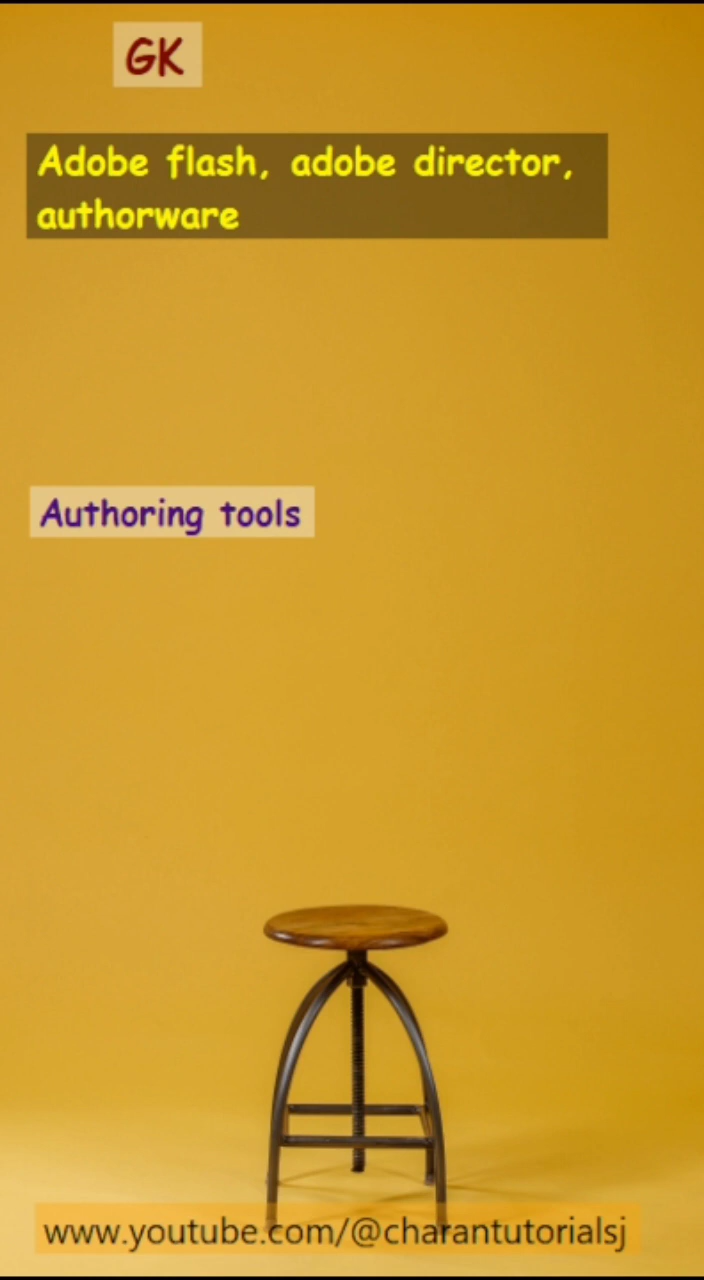 GK
Adobe flash, adobe director,
authorware
Authoring tools
www.youtube.com/@charantutorialsj